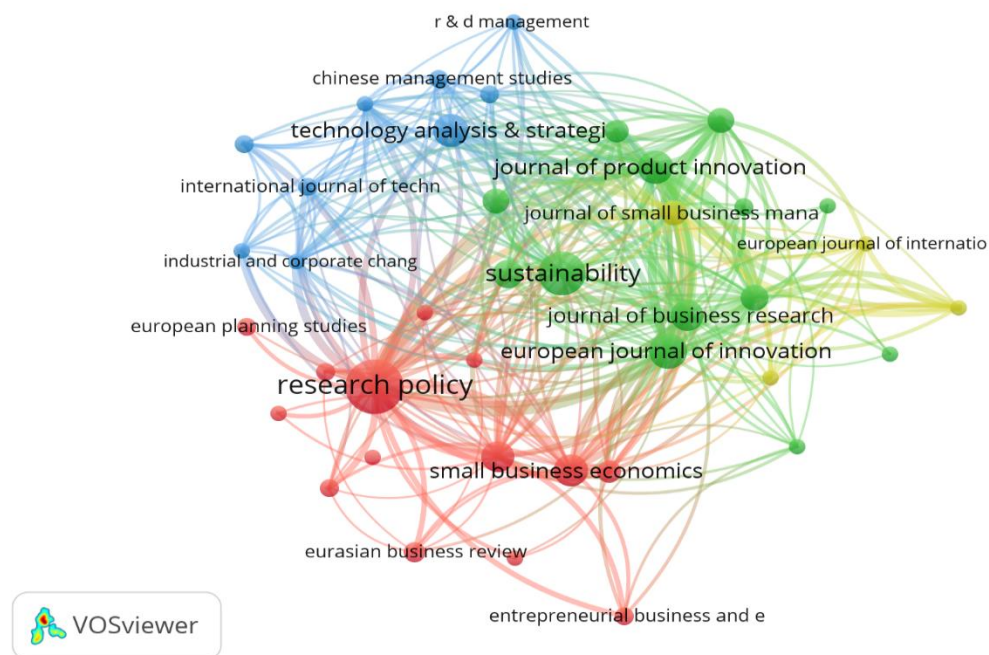 r & d management
chinese management studies
technology analysis & strategi
journal of product innovation
international journal of techn
journal of small business mana
european journal of internatio
industrial and corporate chang
sustainability
journal of business research
european planning studies
european journal of innovation
research policy
small business economics
eurasian business review
entrepreneurial business and e
VOSviewer